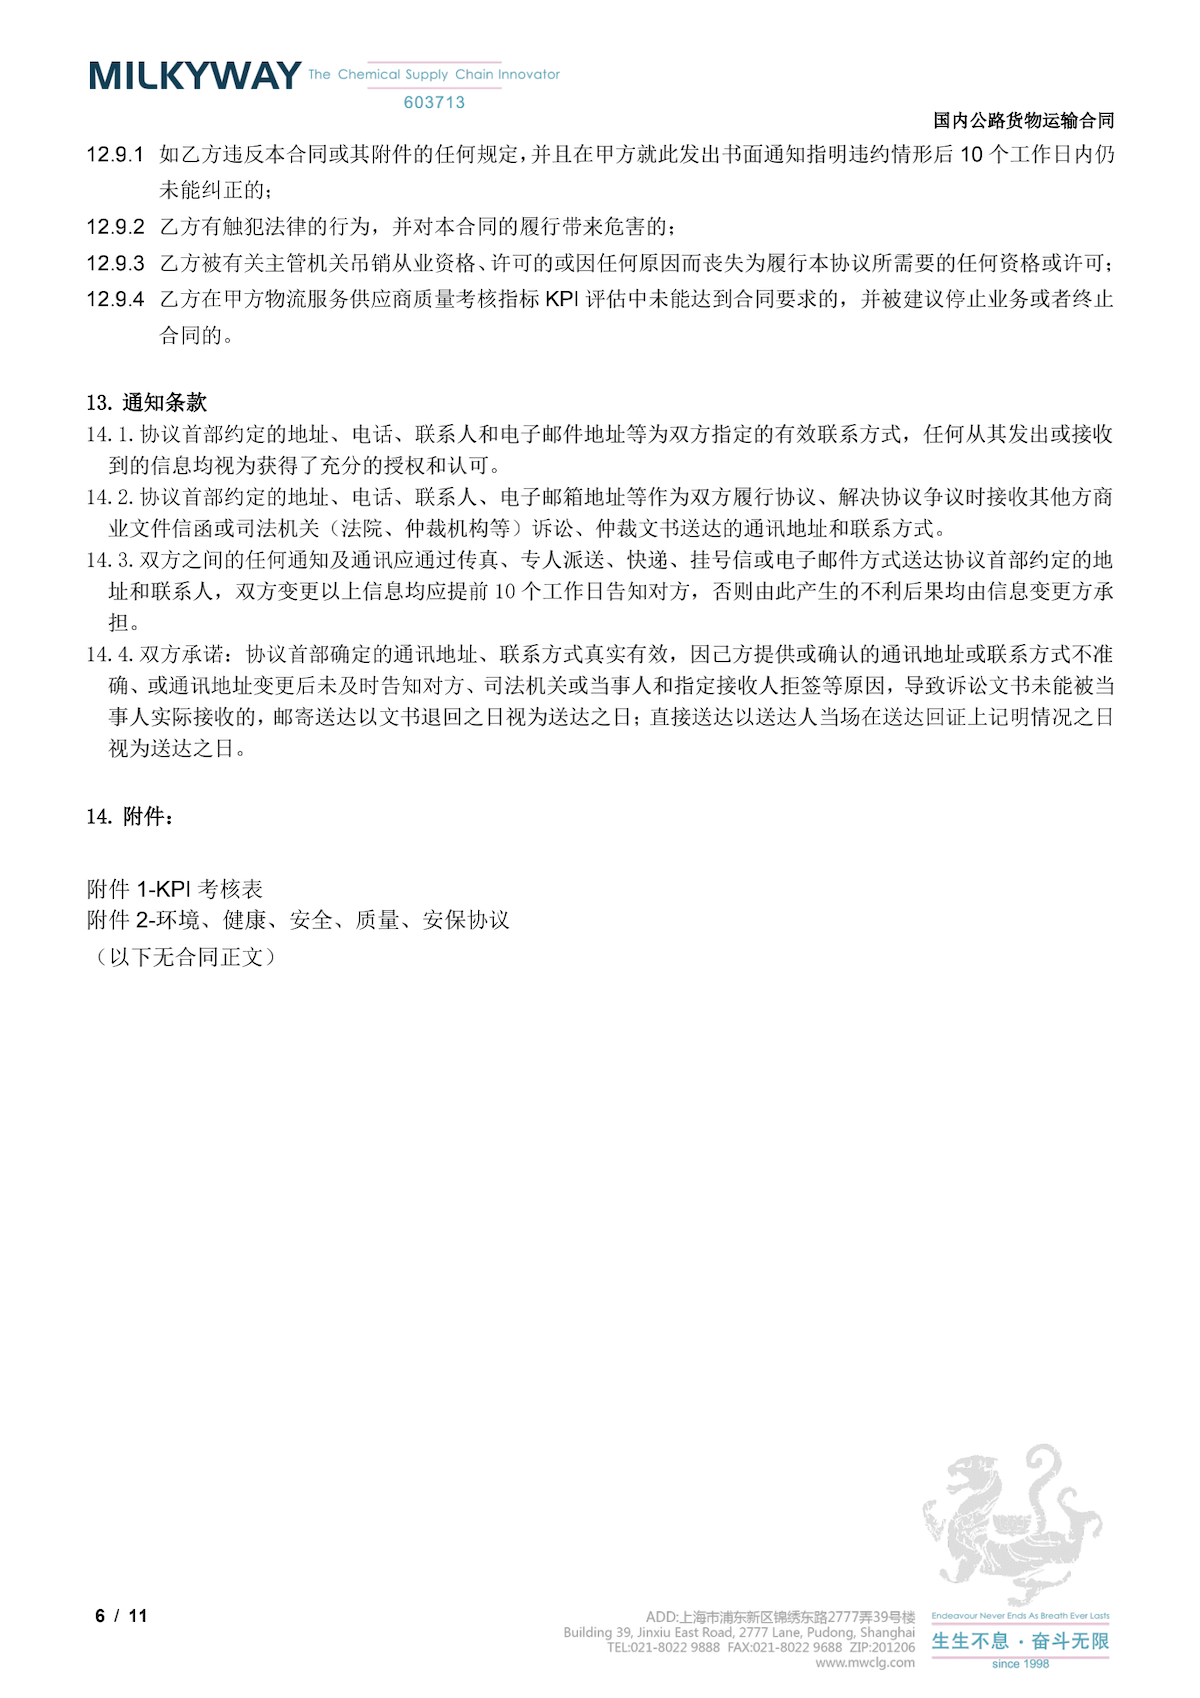 MILKYWAY The Chemical Supply Chain Innovator
603713
国内公路货物运输合同
12.9.1 如乙方违反本合同或其附件的任何规定,并且在甲方就此发出书面通知指明违约情形后 10 个工作日内仍
未能纠正的;
12.9.2 乙方有触犯法律的行为，并对本合同的履行带来危害的;
12.9.3 乙方被有关主管机关吊销从业资格、许可的或因任何原因而丧失为履行本协议所需要的任何资格或许可;
12.9.4 乙方在甲方物流服务供应商质量考核指标 KPI 评估中未能达到合同要求的，并被建议停止业务或者终止
合同的。
13. 通知条款
14.1.协议首部约定的地址、电话、联系人和电子邮件地址等为双方指定的有效联系方式，任何从其发出或接收
到的信息均视为获得了充分的授权和认可。
14.2.协议首部约定的地址、电话、联系人、电子邮箱地址等作为双方履行协议、解决协议争议时接收其他方商
业文件信函或司法机关（法院、仲裁机构等）诉讼、仲裁文书送达的通讯地址和联系方式。
14.3.双方之间的任何通知及通讯应通过传真、专人派送、快递、挂号信或电子邮件方式送达协议首部约定的地
址和联系人，双方变更以上信息均应提前 10 个工作日告知对方，否则由此产生的不利后果均由信息变更方承
担。
14.4.双方承诺：协议首部确定的通讯地址、联系方式真实有效，因己方提供或确认的通讯地址或联系方式不准
确、或通讯地址变更后未及时告知对方、司法机关或当事人和指定接收人拒签等原因，导致诉讼文书未能被当
事人实际接收的，邮寄送达以文书退回之日视为送达之日；直接送达以送达人当场在送达回证上记明情况之日
视为送达之日。
14. 附件：
附件 1-KPI 考核表
附件 2-环境、健康、安全、质量、安保协议
（以下无合同正文）
6 / 11
ADD:上海市浦东新区锦绣东路2777弄39号楼
Building 39, Jinxiu East Road, 2777 Lane, Pudong, Shanghai
TEL:021-8022 9888 FAX:021-8022 9688 ZIP:201206
www.mwclg.com
Endeavour Never Ends As Breath Ever Lasts
生生不息·奋斗无限
since 1998